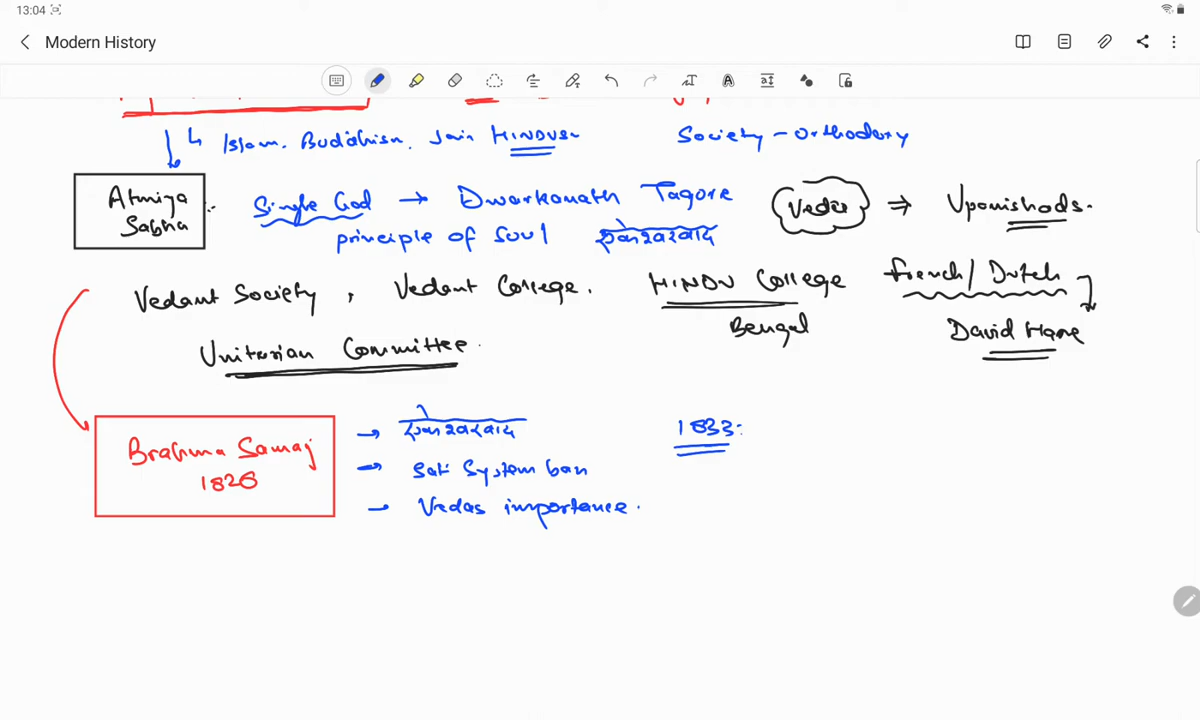 13:04
Modern History
Islam. Buddhism. Jain HINDUSM
Society - Orthodoxy
Atmiya Sabha :-
Single God → Dwarkanath Tagore
principle of soul एकेश्वरवाद
Vedas ⇒ Upanishads.
Vedant Society, Vedant College. HINDU College
Bengal
French / Dutch
David Hare
Unitarian Committee.
Brahma Samaj
1828
→ एकेश्वरवाद
→ Sati System ban
→ Vedas importance.
1833: